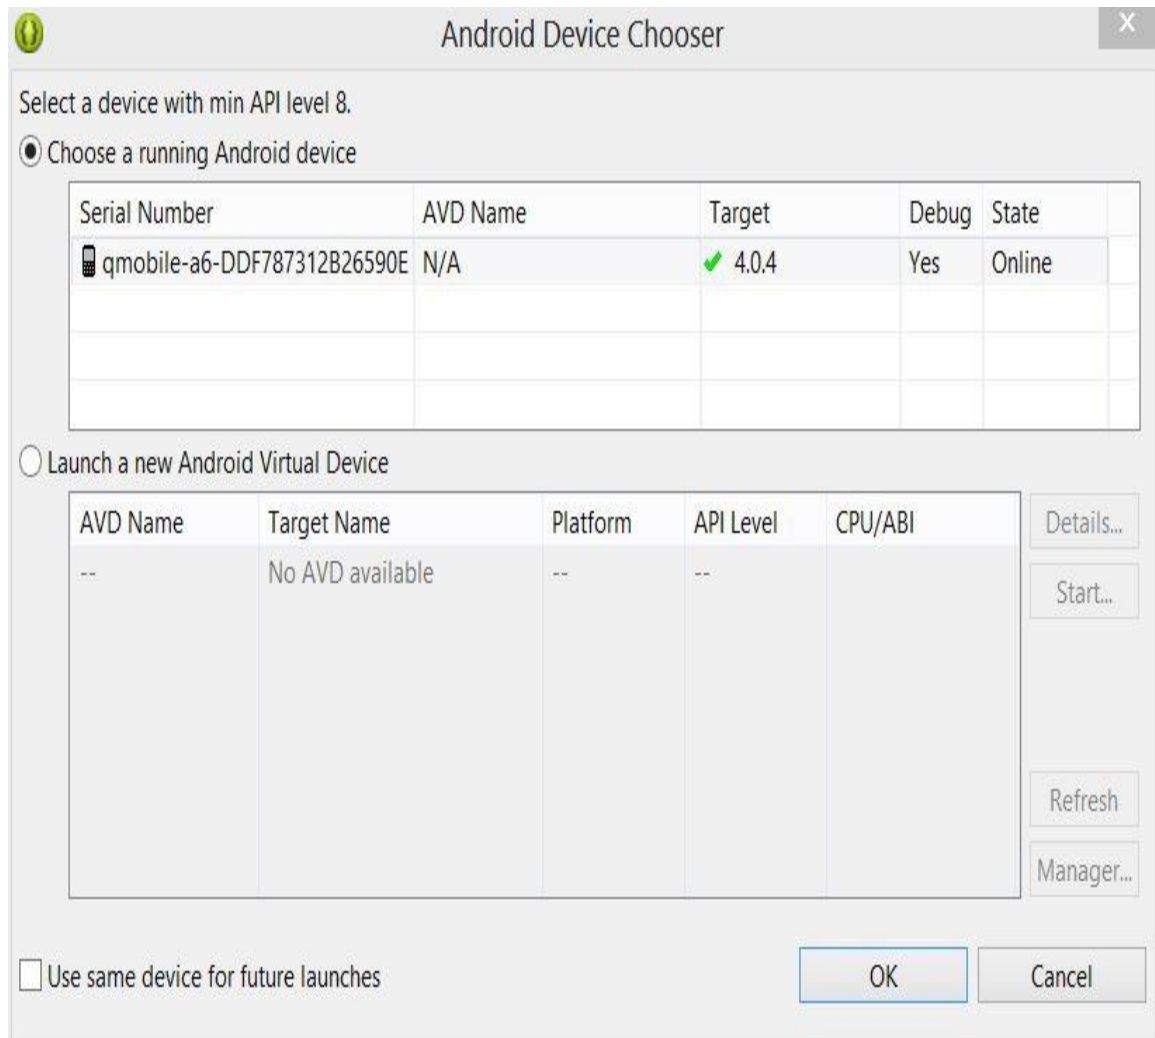 Android Device Chooser
X
Select a device with min API level 8.
Choose a running Android device
Serial Number AVD Name Target Debug State
qmobile-a6-DDF787312B26590E N/A 4.0.4 Yes Online
Launch a new Android Virtual Device
AVD Name Target Name Platform API Level CPU/ABI Details...
-- No AVD available -- --
Start...
Refresh
Manager...
Use same device for future launches OK Cancel